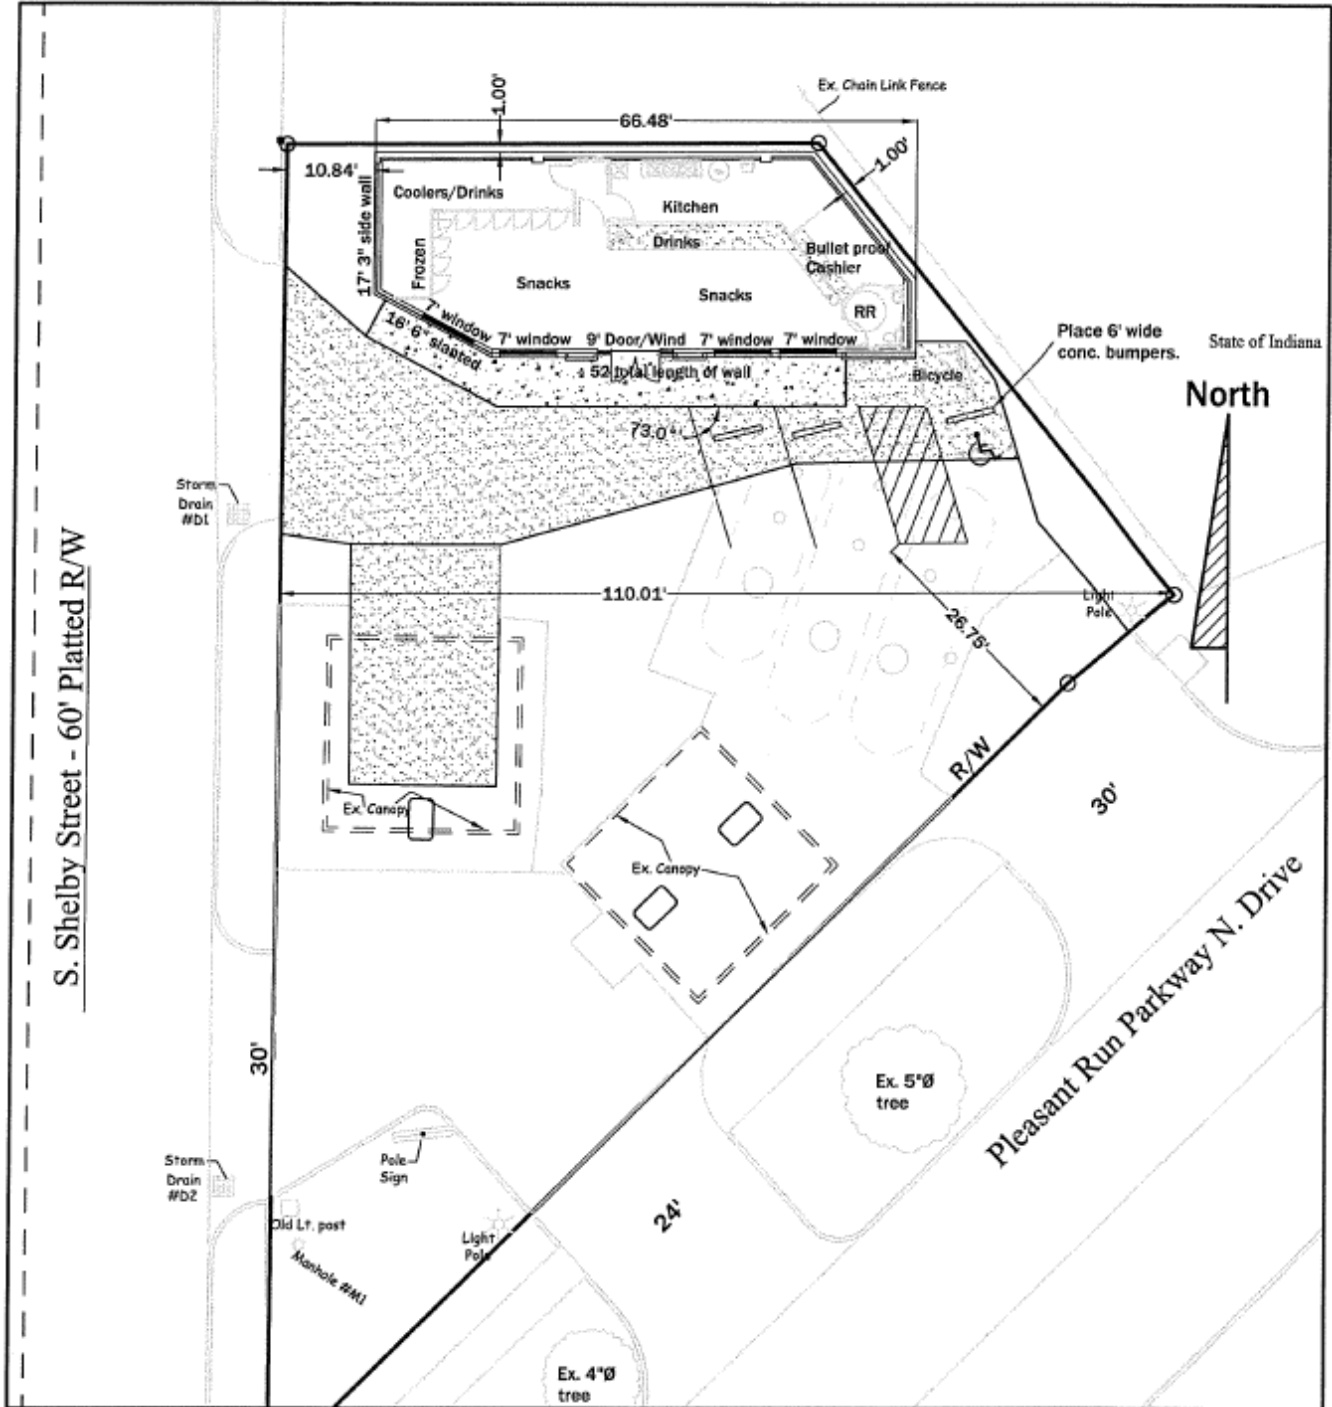 Ex. Chain Link Fence
1.00'
66.48'
1.00'
10.84'
17' 3" side wall
Coolers/Drinks
Kitchen
Drinks
Bullet proof
Cashier
Frozen
Snacks
Snacks
RR
7' window
16' 6" slanted
7' window
9' Door/Wind
7' window
7' window
52 total length of wall
Bicycle
Place 6' wide
conc. bumpers.
State of Indiana
North
73.0°
Storm
Drain
#D1
S. Shelby Street - 60' Platted R/W
110.01'
Light
Pole
26.75'
R/W
30'
Ex. Canopy
Ex. Canopy
Pleasant Run Parkway N. Drive
30'
Ex. 5"Ø
tree
Pole
Sign
Storm
Drain
#D2
Old Lt. post
Manhole #M1
Light
Pole
24'
Ex. 4"Ø
tree